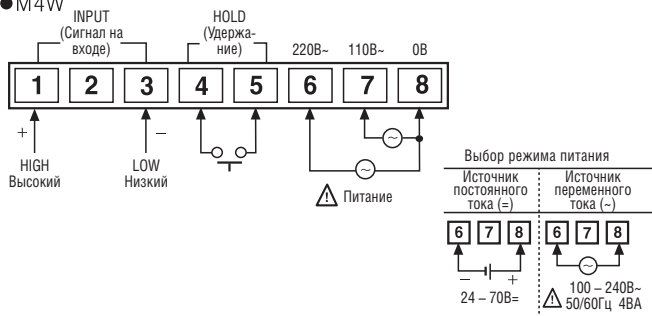 ●M4W
INPUT
(Сигнал на
входе)
HOLD
(Удержа-
ние)
220В~ 110В~ 0В
1 2 3 4 5 6 7 8
+ −
HIGH
Высокий
LOW
Низкий
~
~
⚠ Питание
Выбор режима питания
Источник
постоянного
тока (=)
Источник
переменного
тока (~)
6 7 8
6 7 8
− +
~
24 – 70В=
⚠ 100 – 240В~
50/60Гц 4ВА